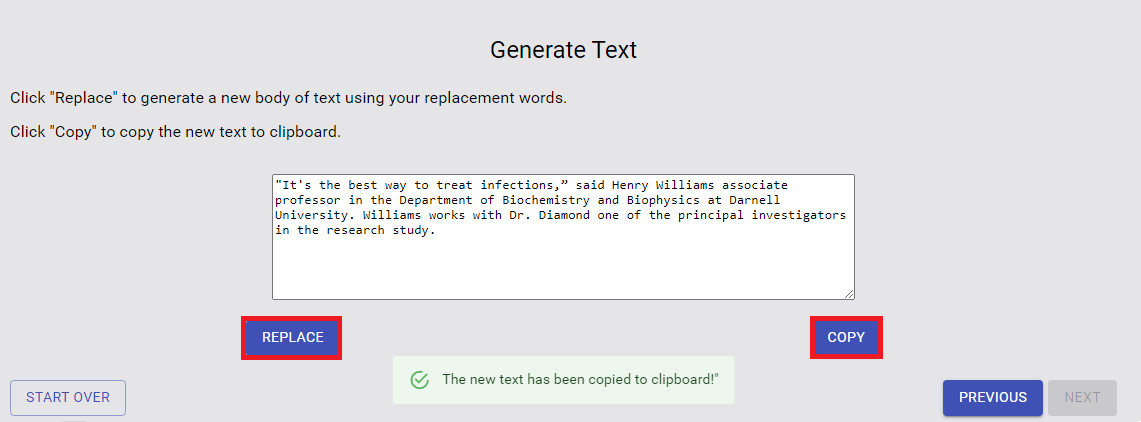 Generate Text
Click "Replace" to generate a new body of text using your replacement words.
Click "Copy" to copy the new text to clipboard.
"It's the best way to treat infections,” said Henry Williams associate
professor in the Department of Biochemistry and Biophysics at Darnell
University. Williams works with Dr. Diamond one of the principal investigators
in the research study.
REPLACE
COPY
The new text has been copied to clipboard!"
START OVER
PREVIOUS
NEXT